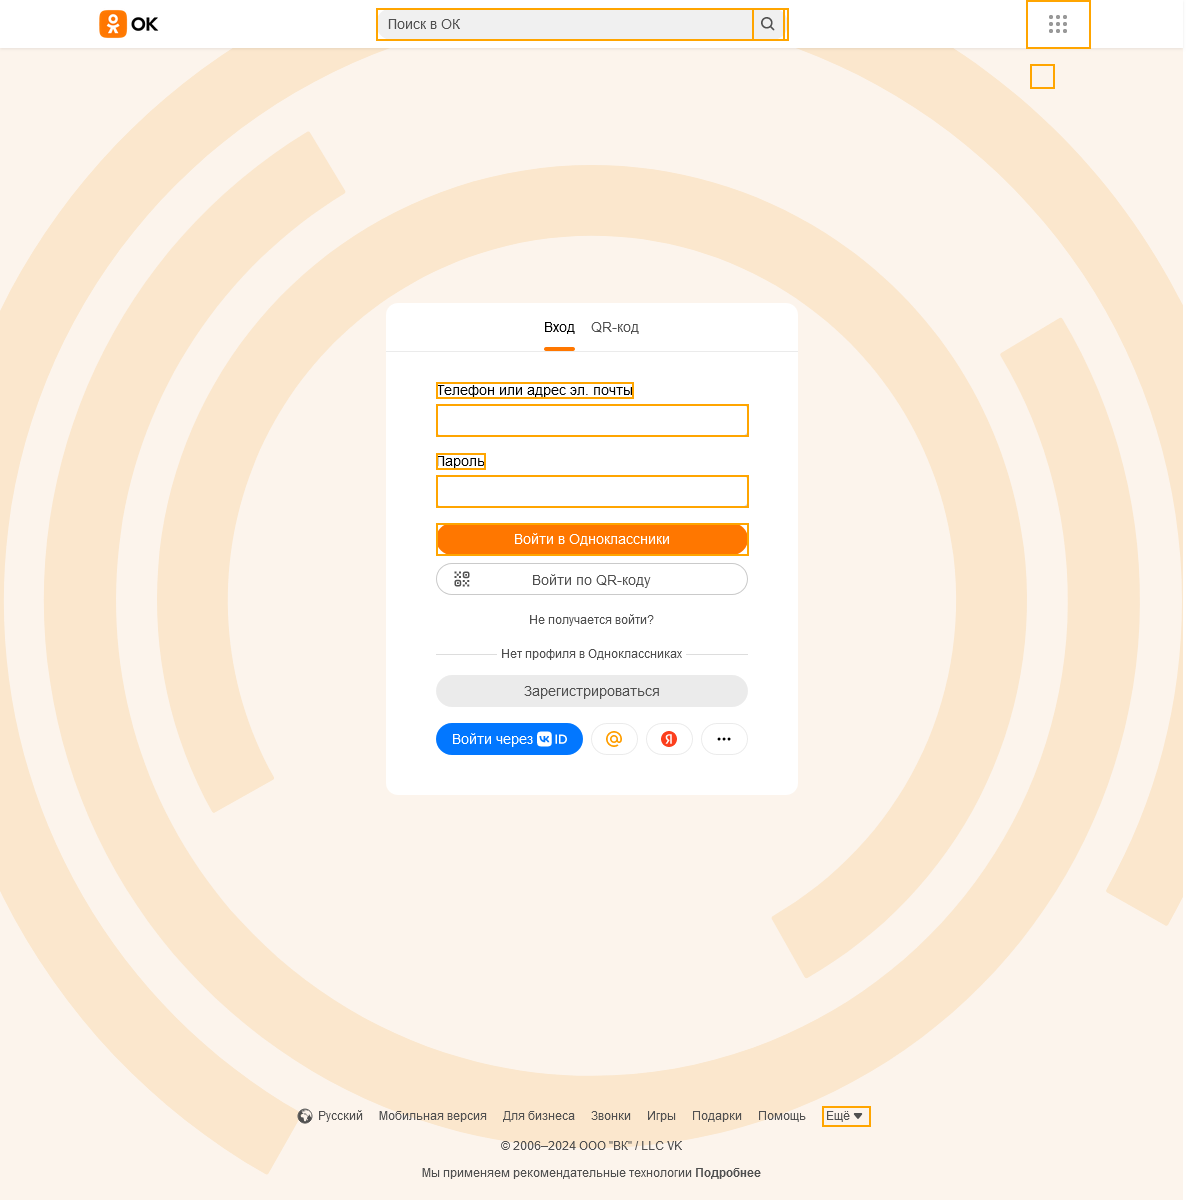 OK
Поиск в ОК
Вход QR-код
Телефон или адрес эл. почты
Пароль
Войти в Одноклассники
Войти по QR-коду
Не получается войти?
Нет профиля в Одноклассниках
Зарегистрироваться
Войти через VK ID @ Я
Русский Мобильная версия Для бизнеса Звонки Игры Подарки Помощь Ещё
© 2006–2024 ООО "ВК" / LLC VK
Мы применяем рекомендательные технологии Подробнее